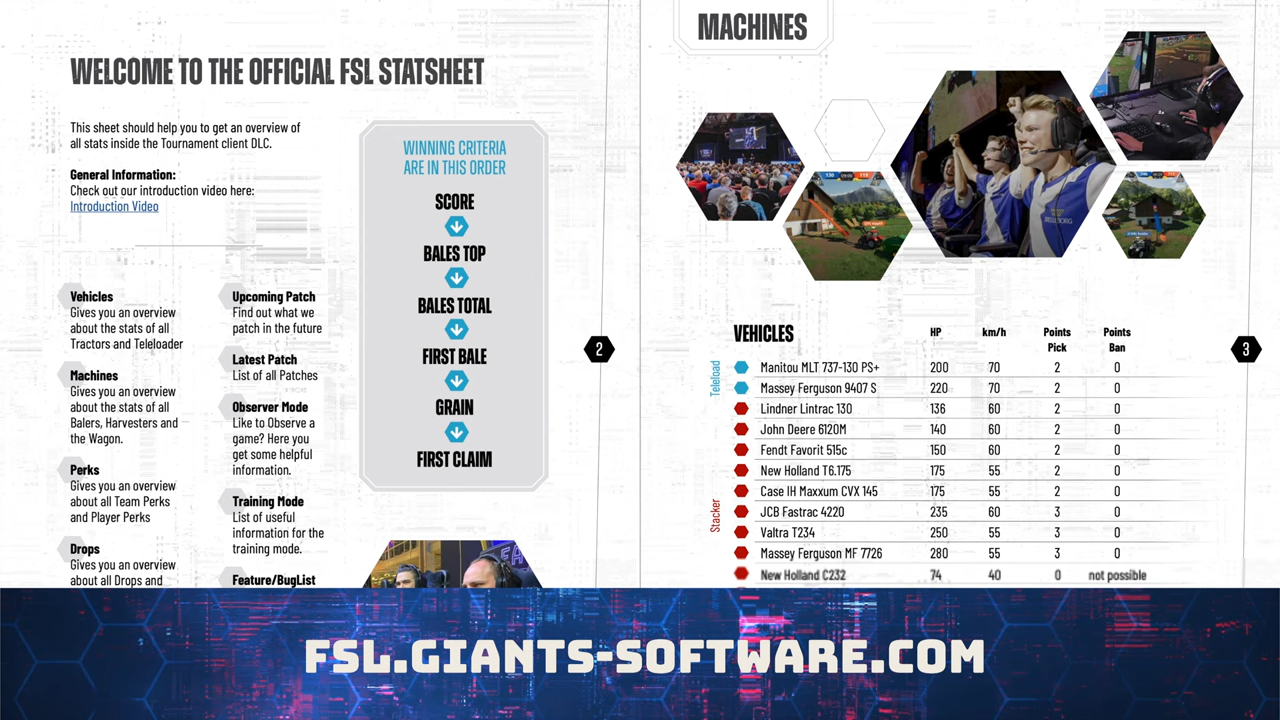 WELCOME TO THE OFFICIAL FSL STATSHEET
This sheet should help you to get an overview of
all stats inside the Tournament client DLC.
General Information:
Check out our introduction video here:
Introduction Video
Vehicles
Gives you an overview
about the stats of all
Tractors and Teleloader
Machines
Gives you an overview
about the stats of all
Balers, Harvesters and
the Wagon.
Perks
Gives you an overview
about all Team Perks
and Player Perks
Drops
Gives you an overview
about all Drops and
Upcoming Patch
Find out what we
patch in the future
Latest Patch
List of all Patches
Observer Mode
Like to Observe a
game? Here you
get some helpful
information.
Training Mode
List of useful
information for the
training mode.
Feature/BugList
WINNING CRITERIA
ARE IN THIS ORDER
SCORE
BALES TOP
BALES TOTAL
FIRST BALE
GRAIN
FIRST CLAIM
2
MACHINES
VEHICLES HP km/h Points Pick Points Ban
Teleload
Manitou MLT 737-130 PS+ 200 70 2 0
Massey Ferguson 9407 S 220 70 2 0
Stacker
Lindner Lintrac 130 136 60 2 0
John Deere 6120M 140 60 2 0
Fendt Favorit 515c 150 60 2 0
New Holland T6.175 175 55 2 0
Case IH Maxxum CVX 145 175 55 2 0
JCB Fastrac 4220 235 60 3 0
Valtra T234 250 55 3 0
Massey Ferguson MF 7726 280 55 3 0
New Holland C232 74 40 0 not possible
3
FSL.GIANTS-SOFTWARE.COM